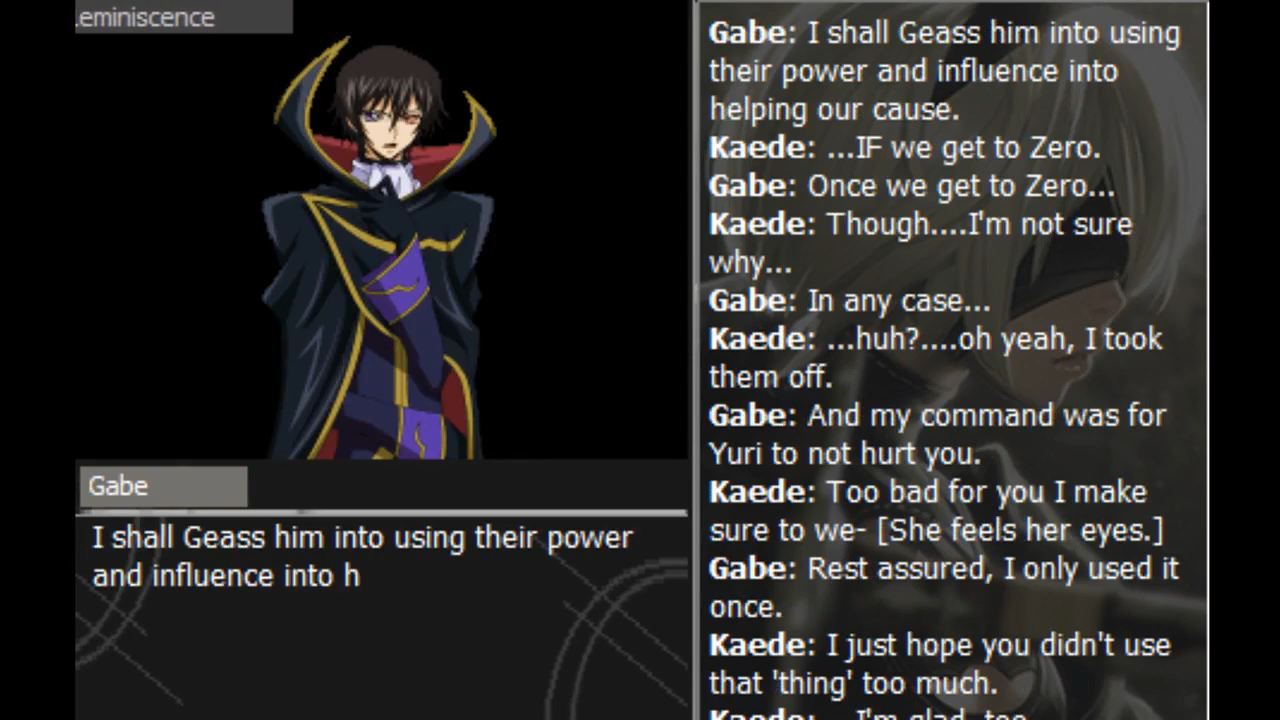 .eminiscence
Gabe
I shall Geass him into using their power
and influence into h
Gabe: I shall Geass him into using
their power and influence into
helping our cause.
Kaede: ...IF we get to Zero.
Gabe: Once we get to Zero...
Kaede: Though....I'm not sure
why...
Gabe: In any case...
Kaede: ...huh?....oh yeah, I took
them off.
Gabe: And my command was for
Yuri to not hurt you.
Kaede: Too bad for you I make
sure to we- [She feels her eyes.]
Gabe: Rest assured, I only used it
once.
Kaede: I just hope you didn't use
that 'thing' too much.
Kaede: ...I'm glad, too